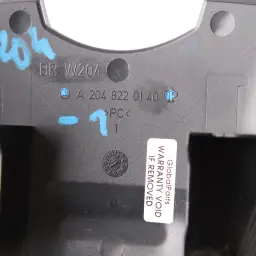 204
BR W204
A 204 822 01 40
>PC<
-1
1
GlobalParts
WARRANTY VOID
IF REMOVED